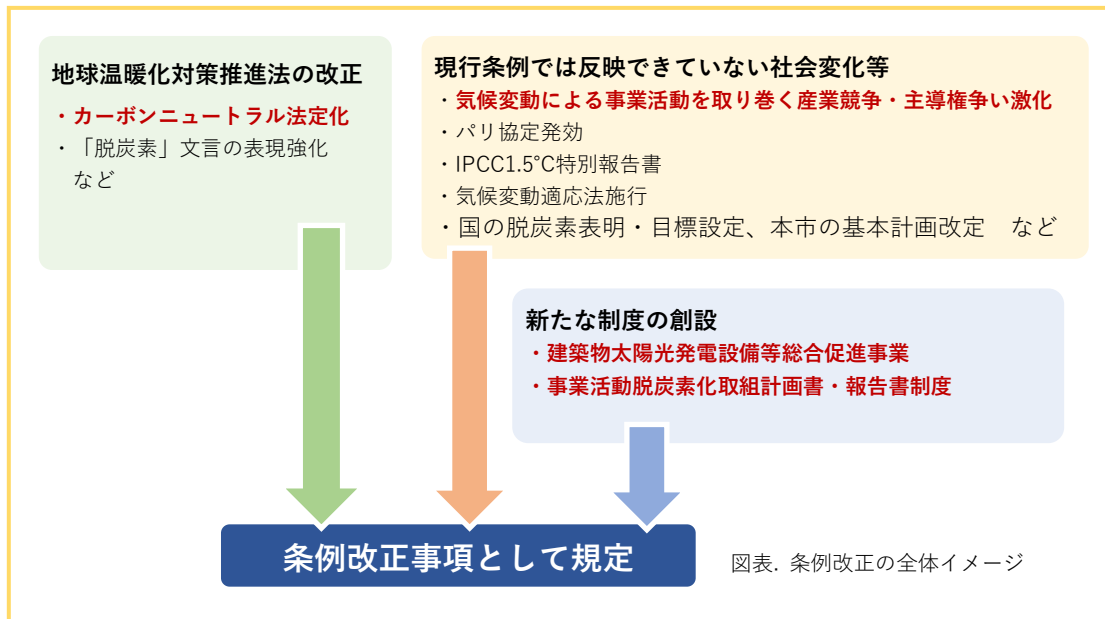 地球温暖化対策推進法の改正
・カーボンニュートラル法定化
・「脱炭素」文言の表現強化
など
現行条例では反映できていない社会変化等
・気候変動による事業活動を取り巻く産業競争・主導権争い激化
・パリ協定発効
・IPCC1.5℃特別報告書
・気候変動適応法施行
・国の脱炭素表明・目標設定、本市の基本計画改定　など
新たな制度の創設
・建築物太陽光発電設備等総合促進事業
・事業活動脱炭素化取組計画書・報告書制度
条例改正事項として規定
図表. 条例改正の全体イメージ